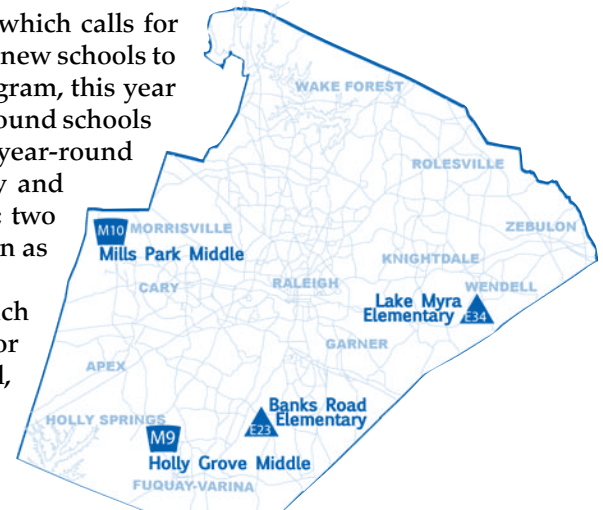 which calls for
new schools to
gram, this year
ound schools
year-round
y and
two
n as
ch
or
l,
WAKE FOREST
ROLESVILLE
ZEBULON
M10 MORRISVILLE
Mills Park Middle
KNIGHTDALE
CARY
RALEIGH
WENDELL
Lake Myra
Elementary E34
GARNER
APEX
Banks Road
Elementary
E23
HOLLY SPRINGS
M9
Holly Grove Middle
FUQUAY-VARINA